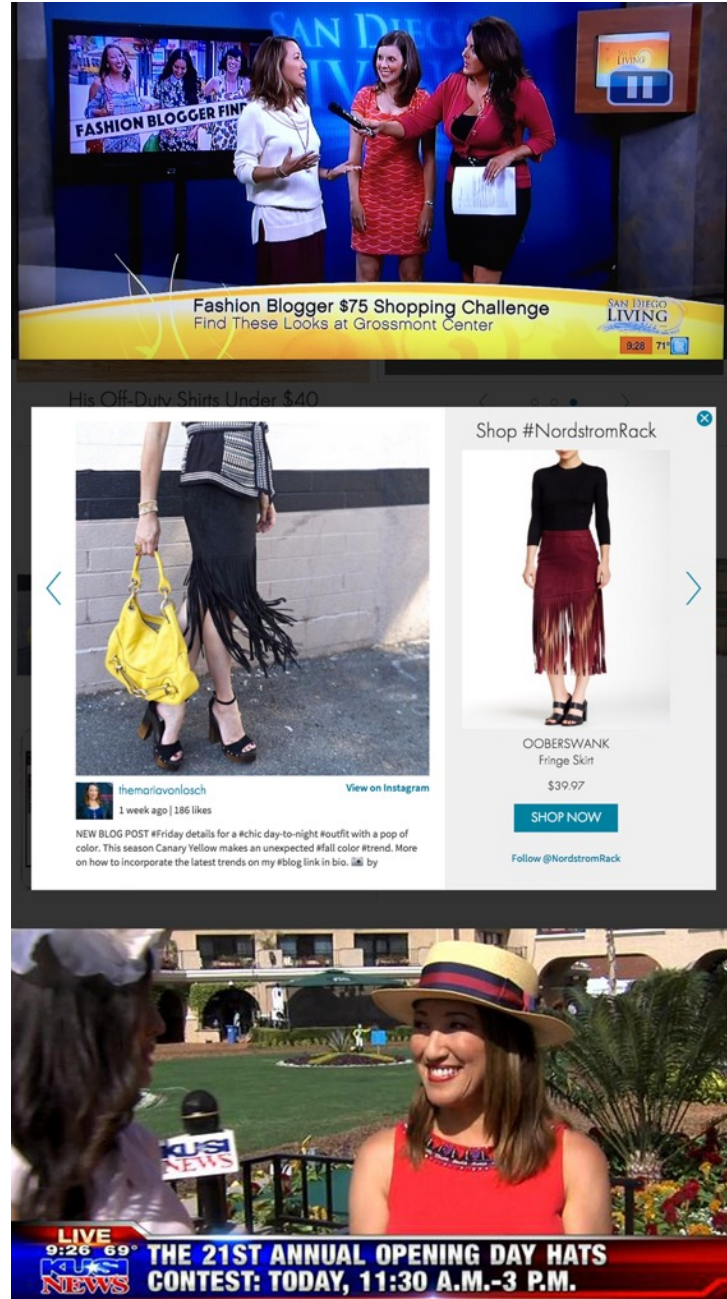 SAN DIEGO
FASHION BLOGGER FIN
SAN DIEGO
LIVING
Fashion Blogger $75 Shopping Challenge
Find These Looks at Grossmont Center
SAN DIEGO
LIVING
9:28 71°
His Off-Duty Shirts Under $40
Shop #NordstromRack
OOBERSWANK
Fringe Skirt
$39.97
SHOP NOW
Follow @NordstromRack
themariavonlosch
View on Instagram
1 week ago | 186 likes
NEW BLOG POST #Friday details for a #chic day-to-night #outfit with a pop of
color. This season Canary Yellow makes an unexpected #fall color #trend. More
on how to incorporate the latest trends on my #blog link in bio. 📷 by
KUSI
NEWS
LIVE
9:26 69°
KUSI
NEWS
THE 21ST ANNUAL OPENING DAY HATS
CONTEST: TODAY, 11:30 A.M.-3 P.M.